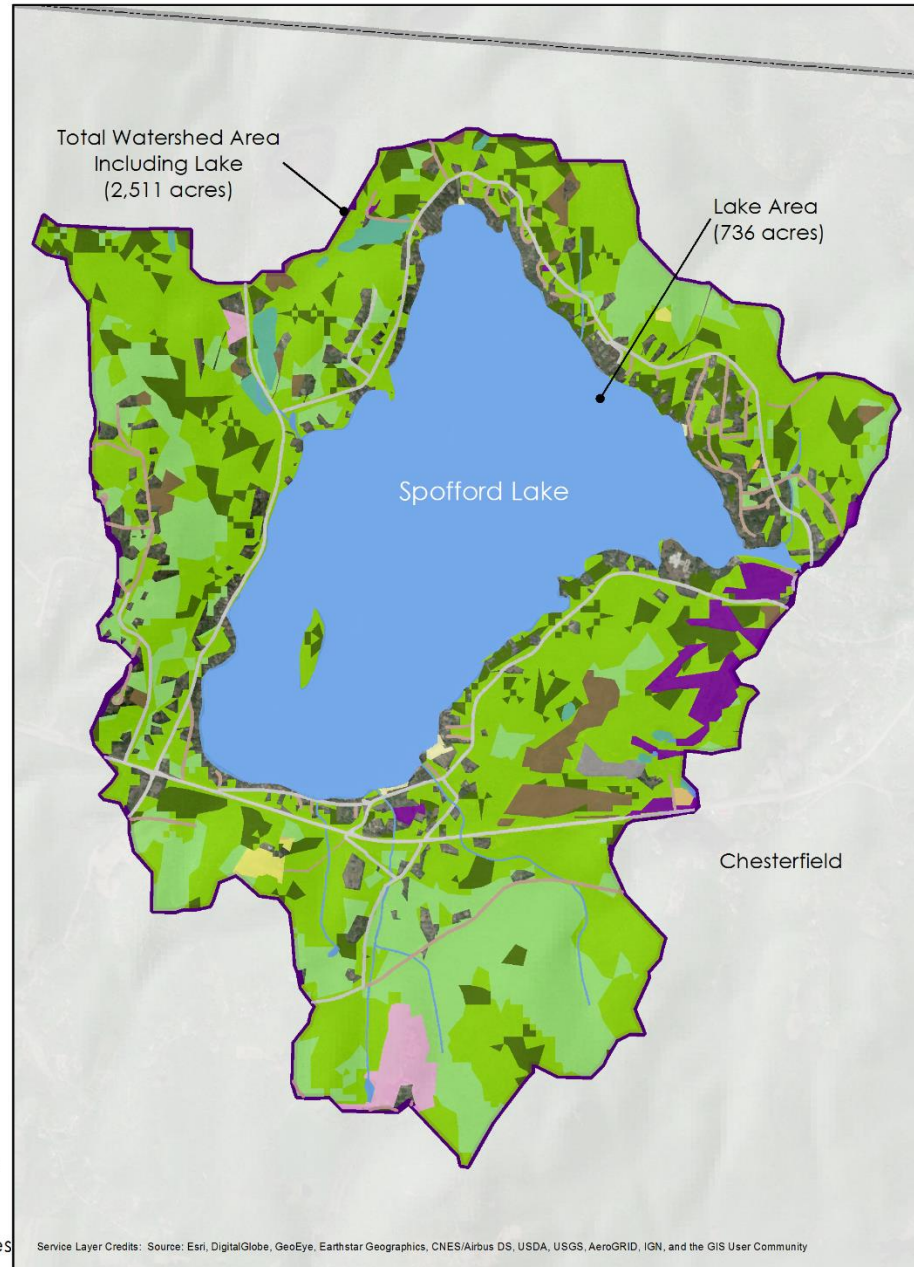 Total Watershed Area
Including Lake
(2,511 acres)
Lake Area
(736 acres)
Spofford Lake
Chesterfield
Service Layer Credits: Source: Esri, DigitalGlobe, GeoEye, Earthstar Geographics, CNES/Airbus DS, USDA, USGS, AeroGRID, IGN, and the GIS User Community